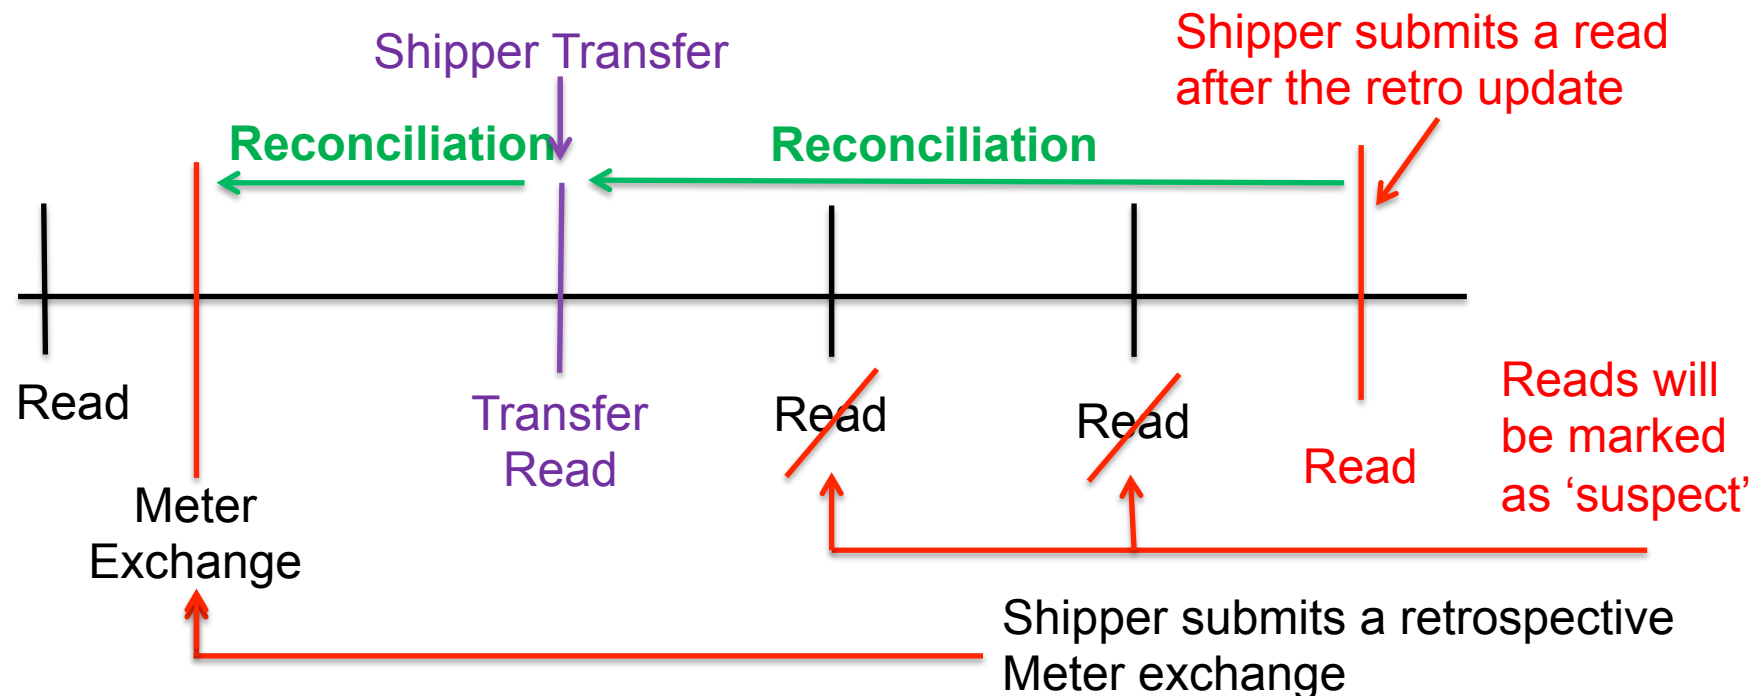 Shipper Transfer
Shipper submits a read
after the retro update
Reconciliation
Reconciliation
Read
Transfer
Read
Read
Read
Read
Reads will
be marked
as ‘suspect’
Meter
Exchange
Shipper submits a retrospective
Meter exchange